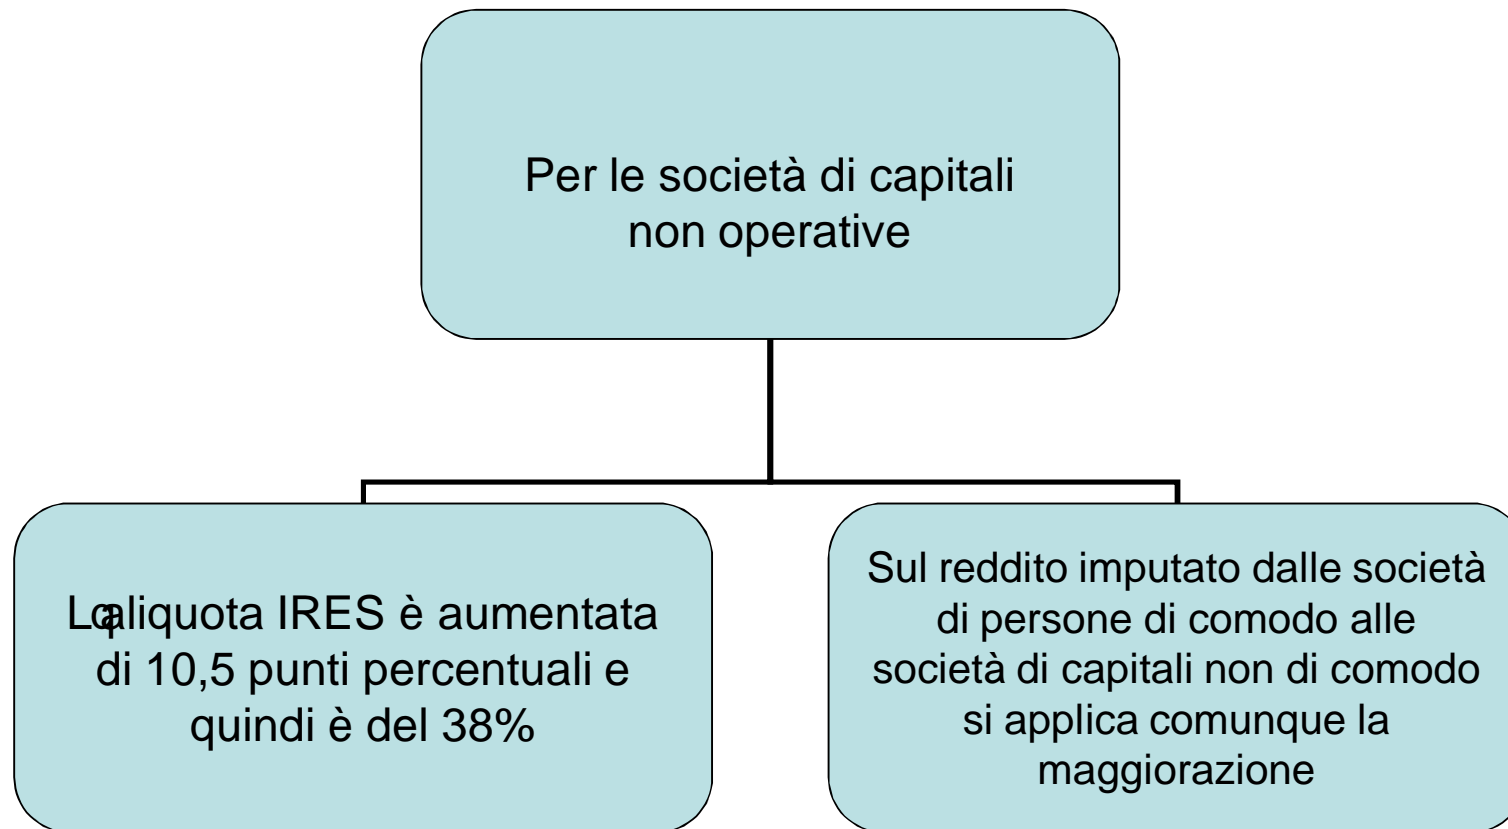 Per le società di capitali
non operative
L'aliquota IRES è aumentata
di 10,5 punti percentuali e
quindi è del 38%
Sul reddito imputato dalle società
di persone di comodo alle
società di capitali non di comodo
si applica comunque la
maggiorazione